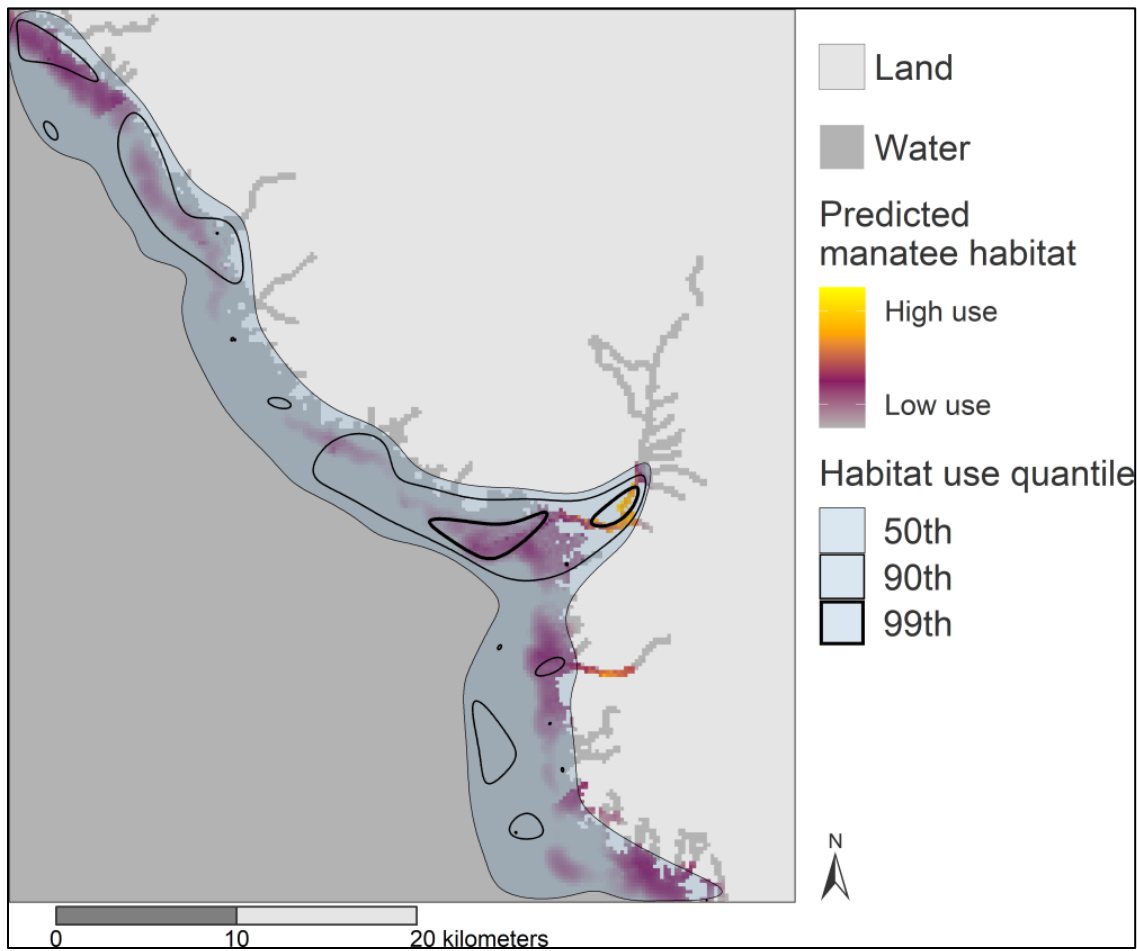 Land
Water
Predicted
manatee habitat
High use
Low use
Habitat use quantile
50th
90th
99th
N
0 10 20 kilometers